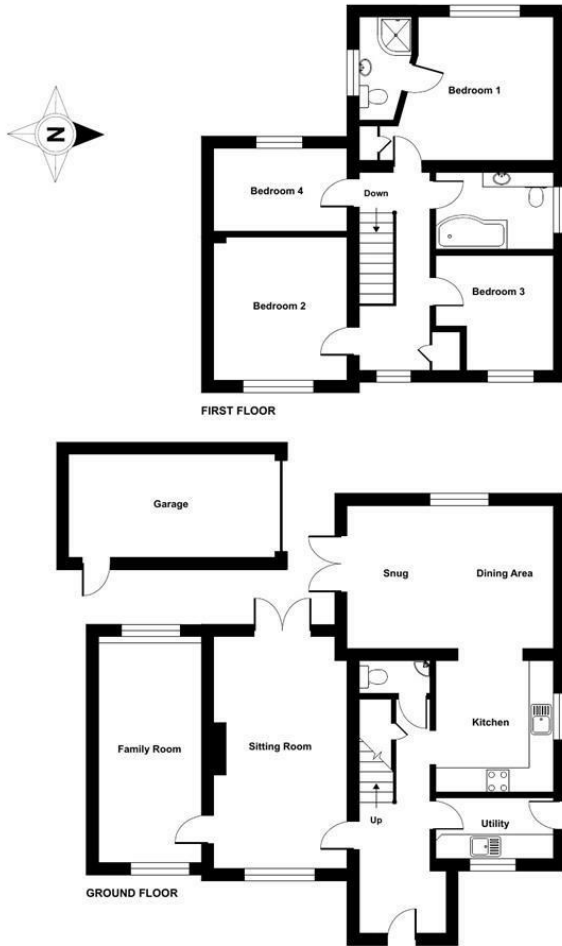 Bedroom 1
N
Bedroom 4
Down
Bedroom 2
Bedroom 3
FIRST FLOOR
Garage
Snug
Dining Area
Kitchen
Family Room
Sitting Room
Up
Utility
GROUND FLOOR